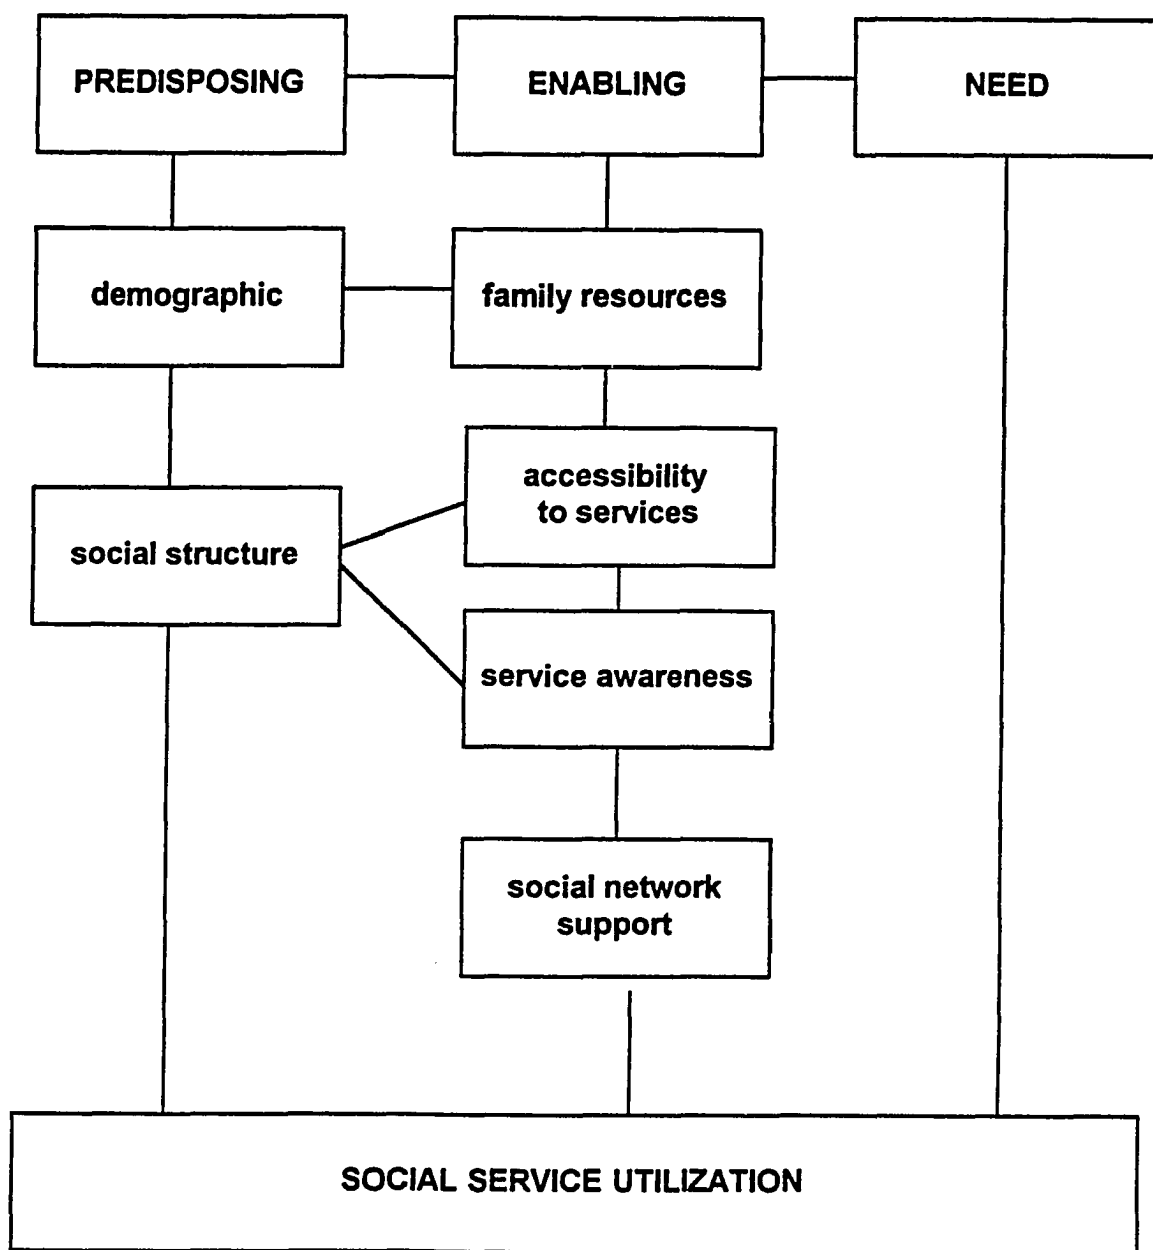 PREDISPOSING
ENABLING
NEED
demographic
family resources
accessibility
to services
social structure
service awareness
social network
support
SOCIAL SERVICE UTILIZATION